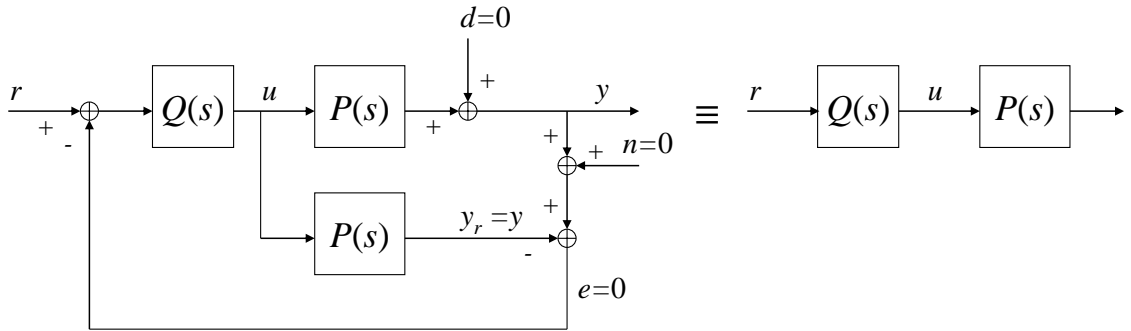 d=0
r
+
-
Q(s)
u
P(s)
+
+
y
≡
r
Q(s)
u
P(s)
+
+
n=0
P(s)
y_r =y
+
-
e=0